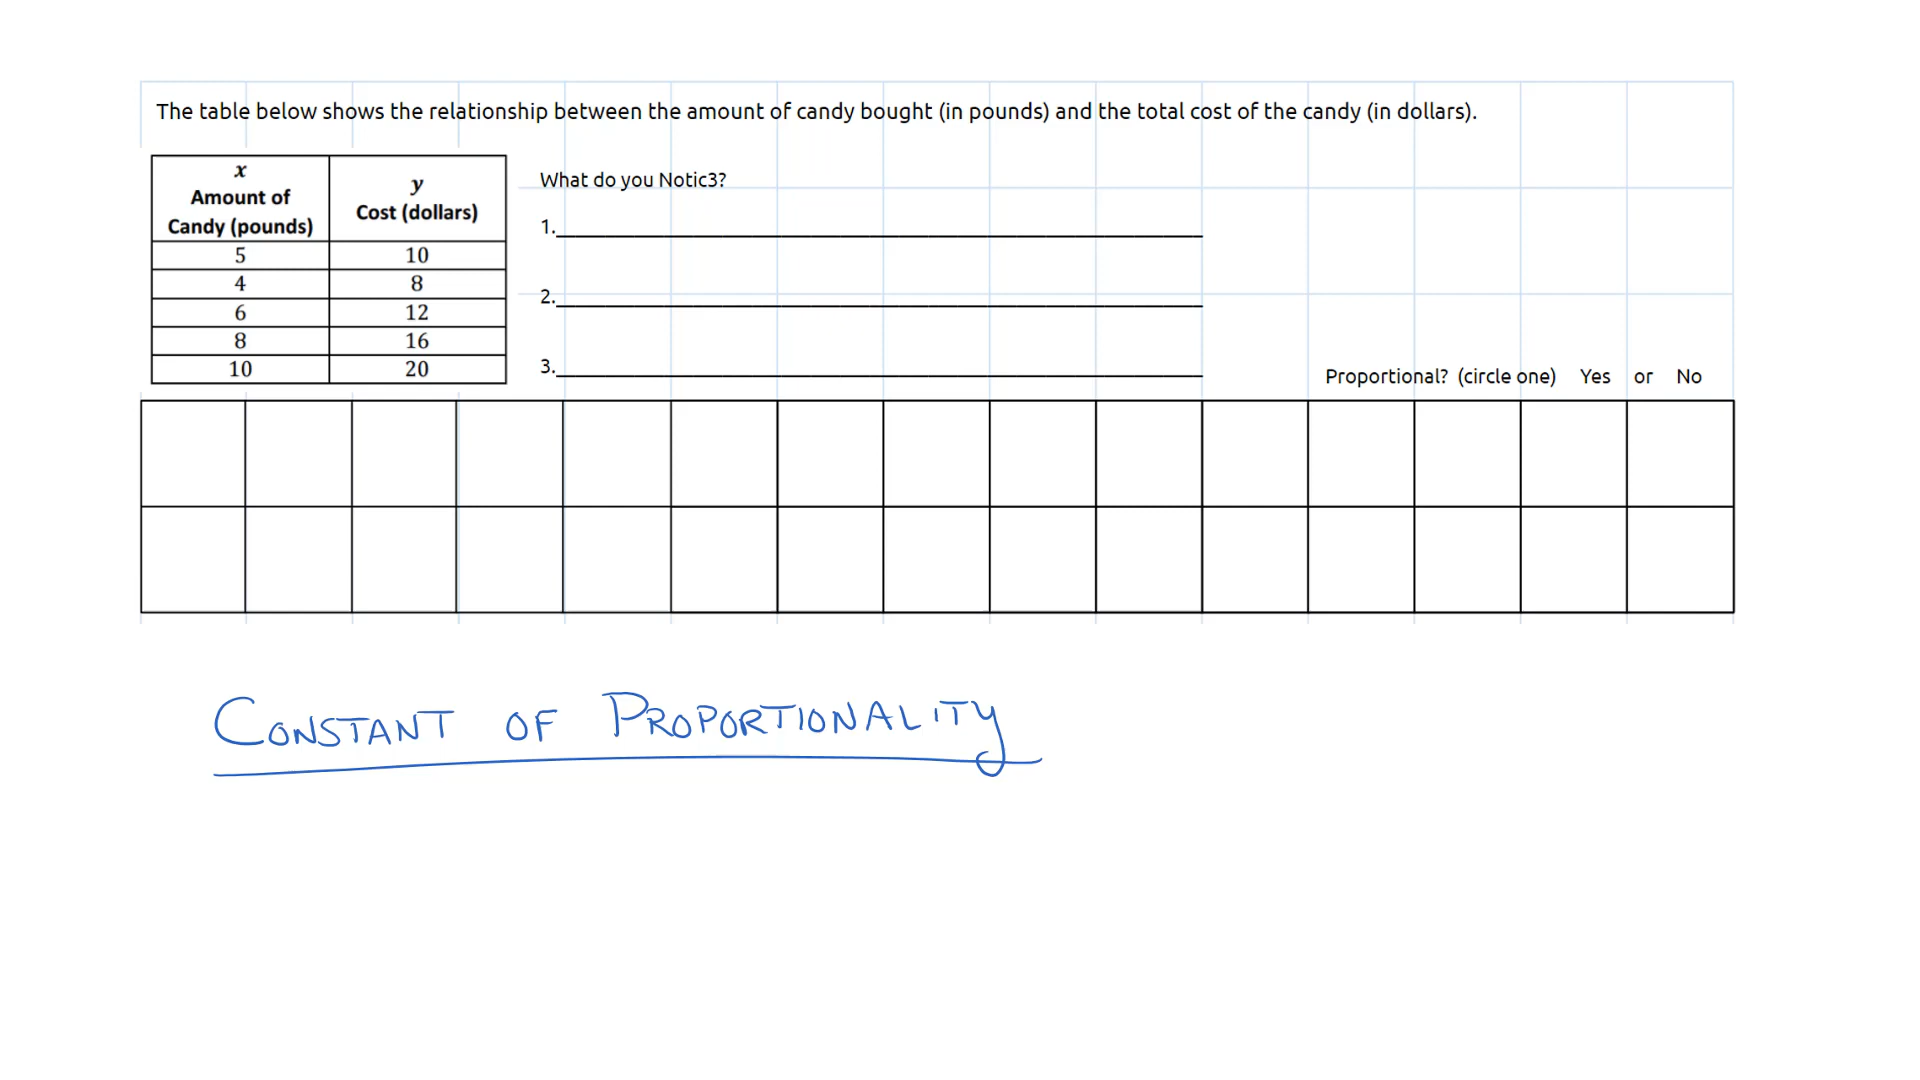 The table below shows the relationship between the amount of candy bought (in pounds) and the total cost of the candy (in dollars).
x
Amount of
Candy (pounds)
y
Cost (dollars)
5 10
4 8
6 12
8 16
10 20
What do you Notic3?
1.
2.
3.
Proportional? (circle one) Yes or No
CONSTANT OF PROPORTIONALITY